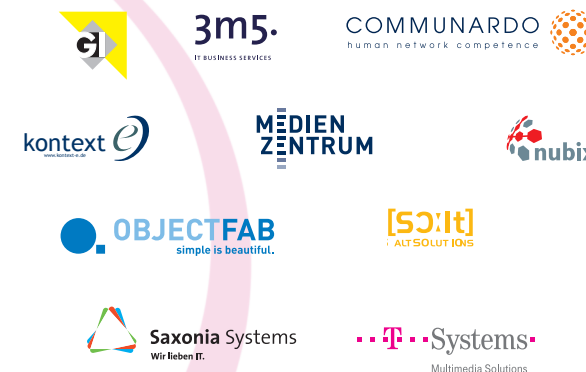 GI
3m5.
IT BUSINESS SERVICES
COMMUNARDO
human network competence
kontext e
www.kontext-e.de
MEDIEN
ZENTRUM
nubix
OBJECTFAB
simple is beautiful.
[so:lt]
ALTSOLUTIONS
Saxonia Systems
Wir lieben IT.
T Systems
Multimedia Solutions